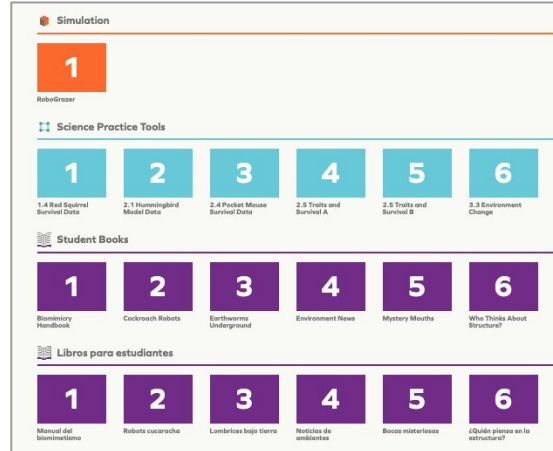 Simulation
1
RoboGrazer
Science Practice Tools
1 2 3 4 5 6
1.4 Red Squirrel Survival Data
2.1 Hummingbird Model Data
2.4 Pocket Mouse Survival Data
2.5 Traits and Survival A
2.5 Traits and Survival B
3.3 Environment Change
Student Books
1 2 3 4 5 6
Biomimicry Handbook
Cockroach Robots
Earthworms Underground
Environment News
Mystery Mouths
Who Thinks About Structure?
Libros para estudiantes
1 2 3 4 5 6
Manual del biomimetismo
Robots cucaracha
Lombrices bajo tierra
Noticias de ambientes
Bocas misteriosas
¿Quién piensa en la estructura?